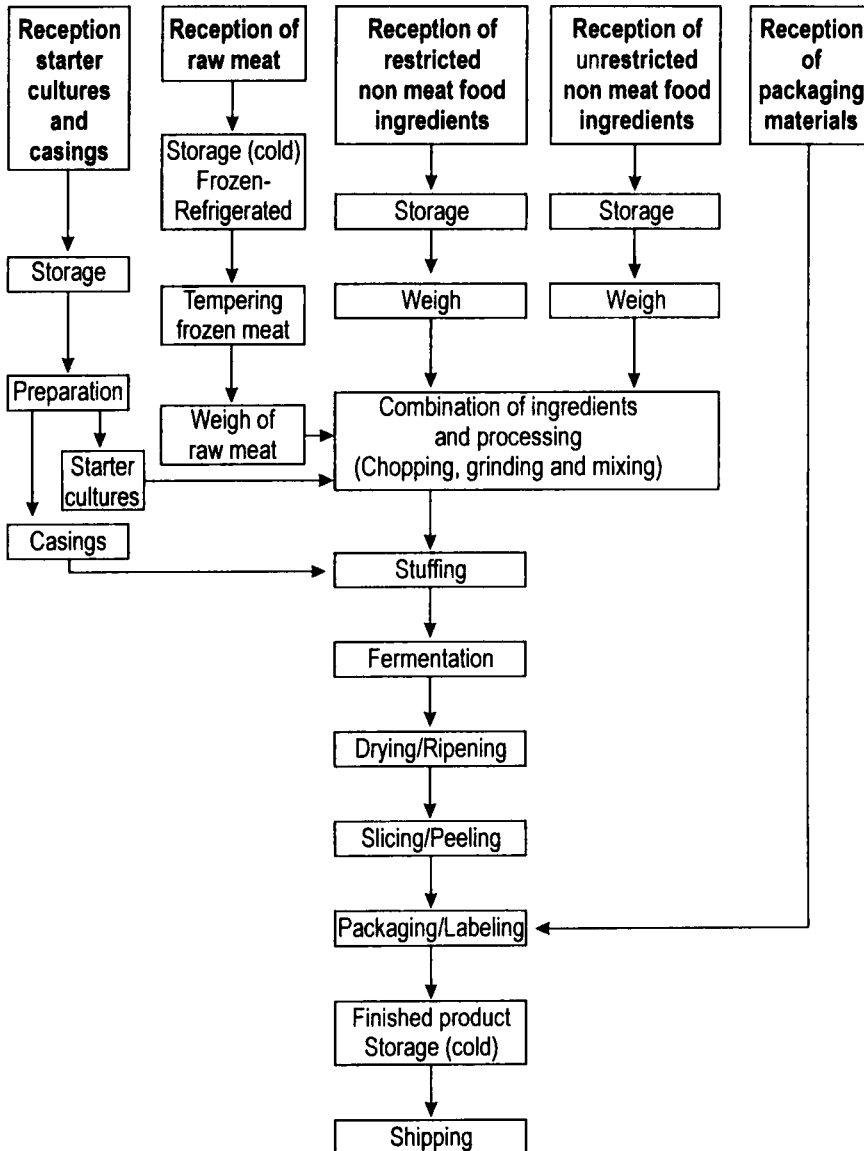 Reception
starter
cultures
and
casings
Reception of
raw meat
Reception of
restricted
non meat food
ingredients
Reception of
unrestricted
non meat food
ingredients
Reception
of
packaging
materials
Storage (cold)
Frozen-
Refrigerated
Storage
Storage
Storage
Tempering
frozen meat
Weigh
Weigh
Preparation
Weigh of
raw meat
Combination of ingredients
and processing
(Chopping, grinding and mixing)
Starter
cultures
Casings
Stuffing
Fermentation
Drying/Ripening
Slicing/Peeling
Packaging/Labeling
Finished product
Storage (cold)
Shipping